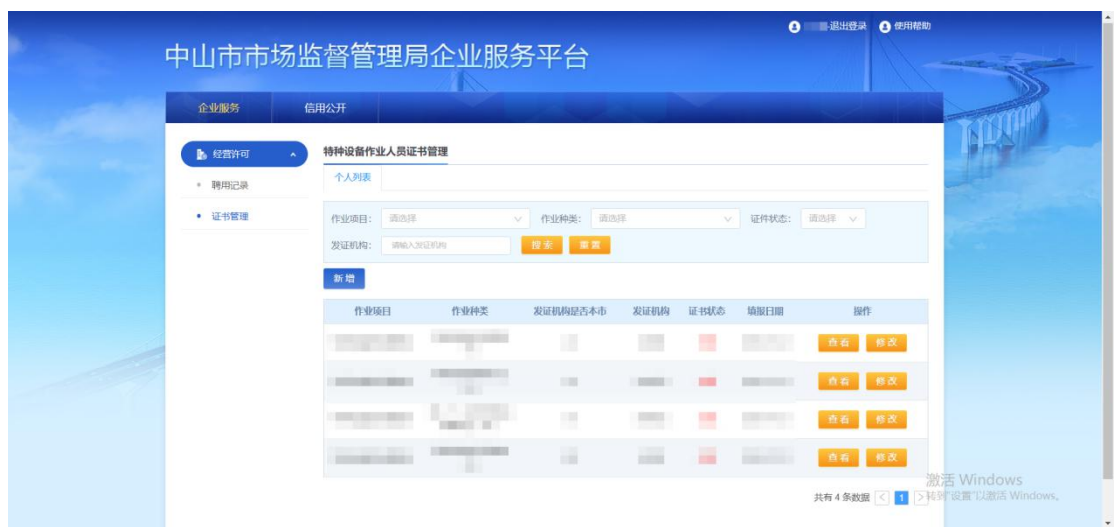 退出登录 使用帮助
中山市市场监督管理局企业服务平台
企业服务 信用公开
经营许可
聘用记录
证书管理
特种设备作业人员证书管理
个人列表
作业项目: 请选择 作业种类: 请选择 证件状态: 请选择
发证机构: 请输入发证机构 搜索 重置
新增
作业项目 作业种类 发证机构是否本市 发证机构 证书状态 填报日期 操作
查看 修改
查看 修改
查看 修改
查看 修改
共有 4 条数据 < 1 >
激活 Windows
转到"设置"以激活 Windows。